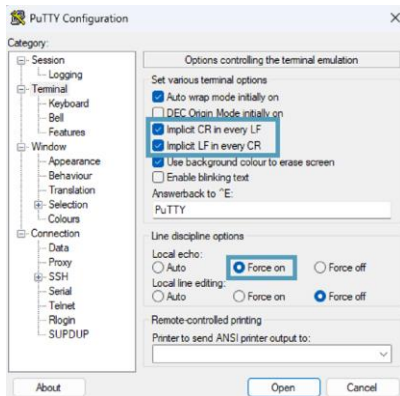 PuTTY Configuration
Category:
Session
Logging
Terminal
Keyboard
Bell
Features
Window
Appearance
Behaviour
Translation
Selection
Colours
Connection
Data
Proxy
SSH
Serial
Telnet
Rlogin
SUPDUP
Options controlling the terminal emulation
Set various terminal options
Auto wrap mode initially on
DEC Origin Mode initially on
Implicit CR in every LF
Implicit LF in every CR
Use background colour to erase screen
Enable blinking text
Answerback to ^E:
PuTTY
Line discipline options
Local echo:
Auto Force on Force off
Local line editing:
Auto Force on Force off
Remote-controlled printing
Printer to send ANSI printer output to:
About Open Cancel